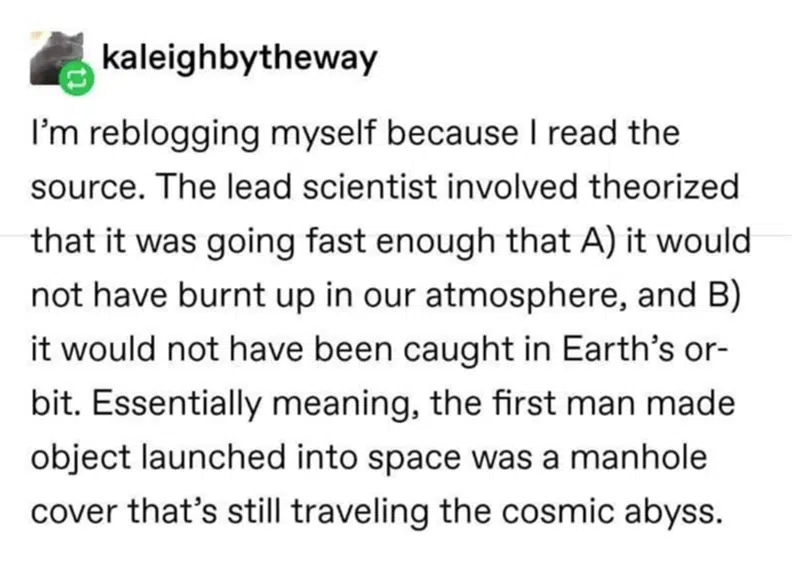 kaleighbytheway
I'm reblogging myself because I read the
source. The lead scientist involved theorized
that it was going fast enough that A) it would
not have burnt up in our atmosphere, and B)
it would not have been caught in Earth's or-
bit. Essentially meaning, the first man made
object launched into space was a manhole
cover that's still traveling the cosmic abyss.